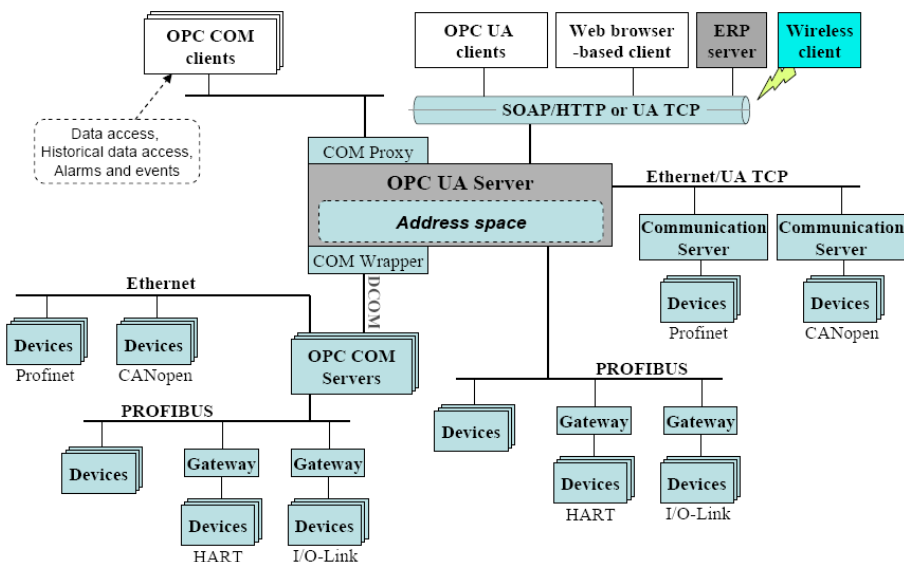 OPC COM
clients
OPC UA
clients
Web browser
-based client
ERP
server
Wireless
client
SOAP/HTTP or UA TCP
Data access,
Historical data access,
Alarms and events
COM Proxy
OPC UA Server
Address space
COM Wrapper
Ethernet/UA TCP
Communication
Server
Communication
Server
Devices
Profinet
Devices
CANopen
DCOM
Ethernet
Devices
Profinet
Devices
CANopen
OPC COM
Servers
PROFIBUS
Devices
Gateway
Devices
HART
Gateway
Devices
I/O-Link
PROFIBUS
Devices
Gateway
Devices
HART
Gateway
Devices
I/O-Link